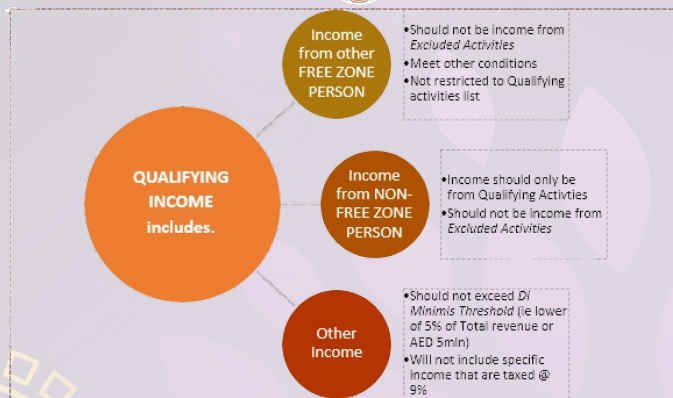 Income
from other
FREE ZONE
PERSON
•Should not be income from
Excluded Activities
•Meet other conditions
•Not restricted to Qualifying
activities list
QUALIFYING
INCOME
includes.
Income
from NON-
FREE ZONE
PERSON
•Income should only be
from Qualifying Activties
•Should not be income from
Excluded Activities
Other
Income
•Should not exceed Di
Minimis Threshold (ie lower
of 5% of Total revenue or
AED 5mln)
•Will not include specific
income that are taxed @
9%